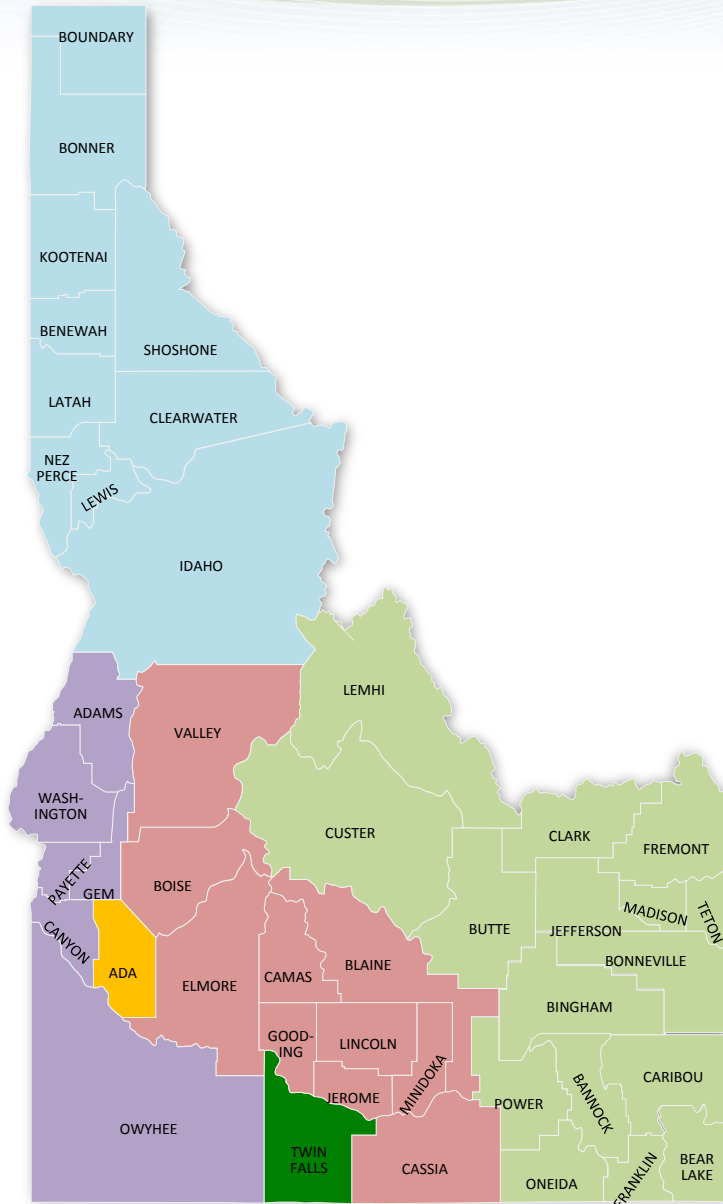 BOUNDARY
BONNER
KOOTENAI
BENEWAH
SHOSHONE
LATAH
CLEARWATER
NEZ
PERCE
LEWIS
IDAHO
ADAMS
VALLEY
LEMHI
WASH-
INGTON
CUSTER
CLARK
FREMONT
PAYETTE
GEM
BOISE
MADISON
TETON
CANYON
BUTTE
JEFFERSON
ADA
ELMORE
CAMAS
BLAINE
BONNEVILLE
BINGHAM
GOOD-
ING
LINCOLN
MINIDOKA
JEROME
POWER
BANNOCK
CARIBOU
OWYHEE
TWIN
FALLS
CASSIA
ONEIDA
FRANKLIN
BEAR
LAKE